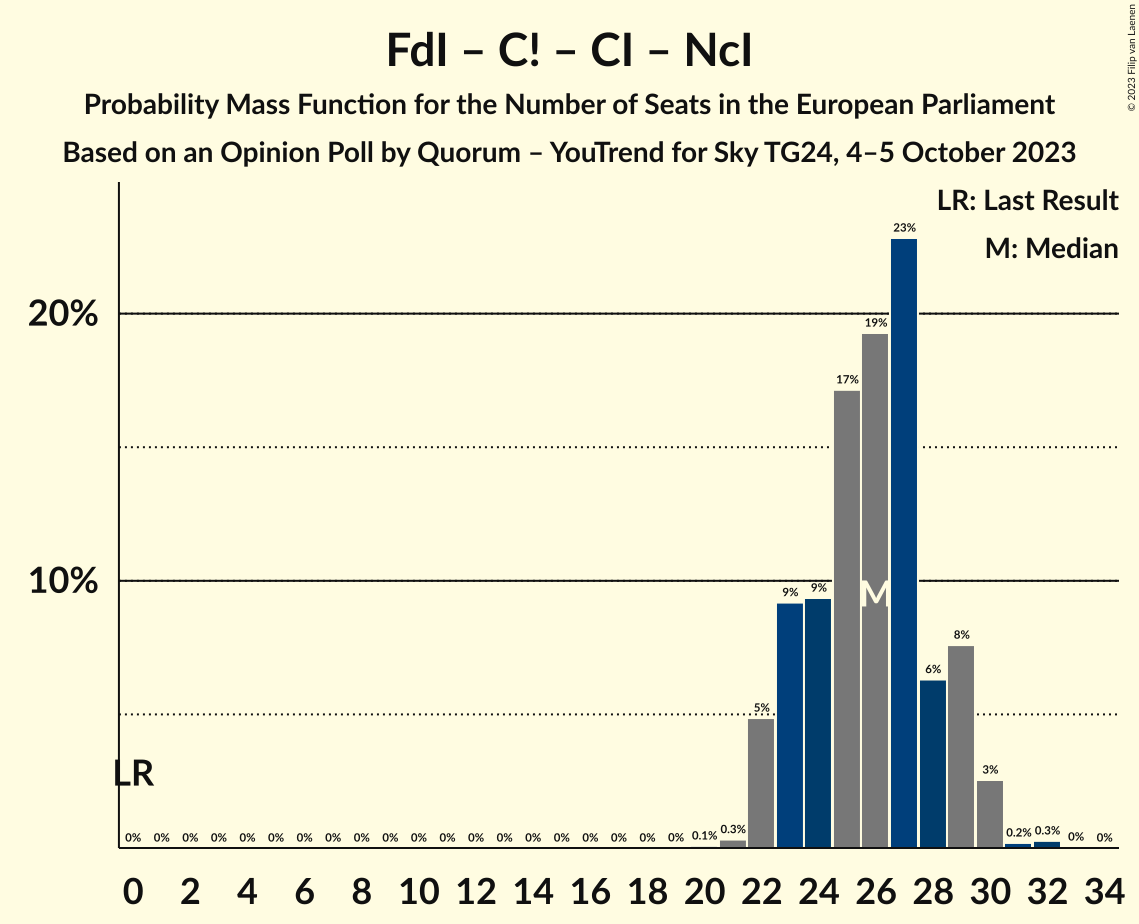 FdI – C! – CI – NcI
Probability Mass Function for the Number of Seats in the European Parliament
Based on an Opinion Poll by Quorum – YouTrend for Sky TG24, 4–5 October 2023
© 2023 Filip van Laenen
LR: Last Result
M: Median
20%
10%
LR
M
0% 0% 0% 0% 0% 0% 0% 0% 0% 0% 0% 0% 0% 0% 0% 0% 0% 0% 0% 0% 0.1% 0.3% 5% 9% 9% 17% 19% 23% 6% 8% 3% 0.2% 0.3% 0% 0%
0 2 4 6 8 10 12 14 16 18 20 22 24 26 28 30 32 34